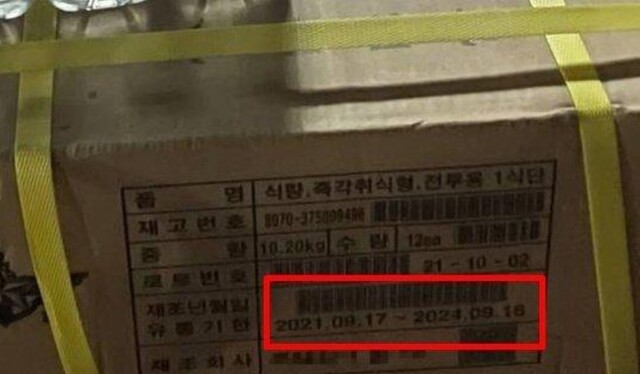 품 명 식량,즉각취식형,전투용 1식단
재고번호 8970-375099496
중 량 10.20kg 수 량 12ea
로트번호 21-10-02
제조년월일
유통기한 2021.09.17 ~ 2024.09.16
제조회사